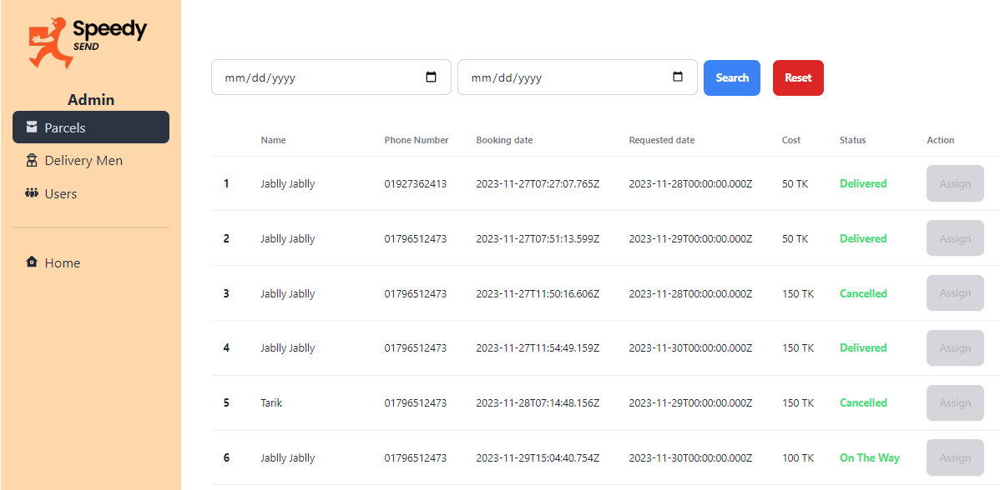 Speedy
SEND
Admin
Parcels
Delivery Men
Users
Home
mm/dd/yyyy mm/dd/yyyy Search Reset
Name Phone Number Booking date Requested date Cost Status Action
1 Jablly Jablly 01927362413 2023-11-27T07:27:07.765Z 2023-11-28T00:00:00.000Z 50 TK Delivered Assign
2 Jablly Jablly 01796512473 2023-11-27T07:51:13.599Z 2023-11-29T00:00:00.000Z 50 TK Delivered Assign
3 Jablly Jablly 01796512473 2023-11-27T11:50:16.606Z 2023-11-28T00:00:00.000Z 150 TK Cancelled Assign
4 Jablly Jablly 01796512473 2023-11-27T11:54:49.159Z 2023-11-30T00:00:00.000Z 150 TK Delivered Assign
5 Tarik 01796512473 2023-11-28T07:14:48.156Z 2023-11-29T00:00:00.000Z 150 TK Cancelled Assign
6 Jablly Jablly 01796512473 2023-11-29T15:04:40.754Z 2023-11-30T00:00:00.000Z 100 TK On The Way Assign